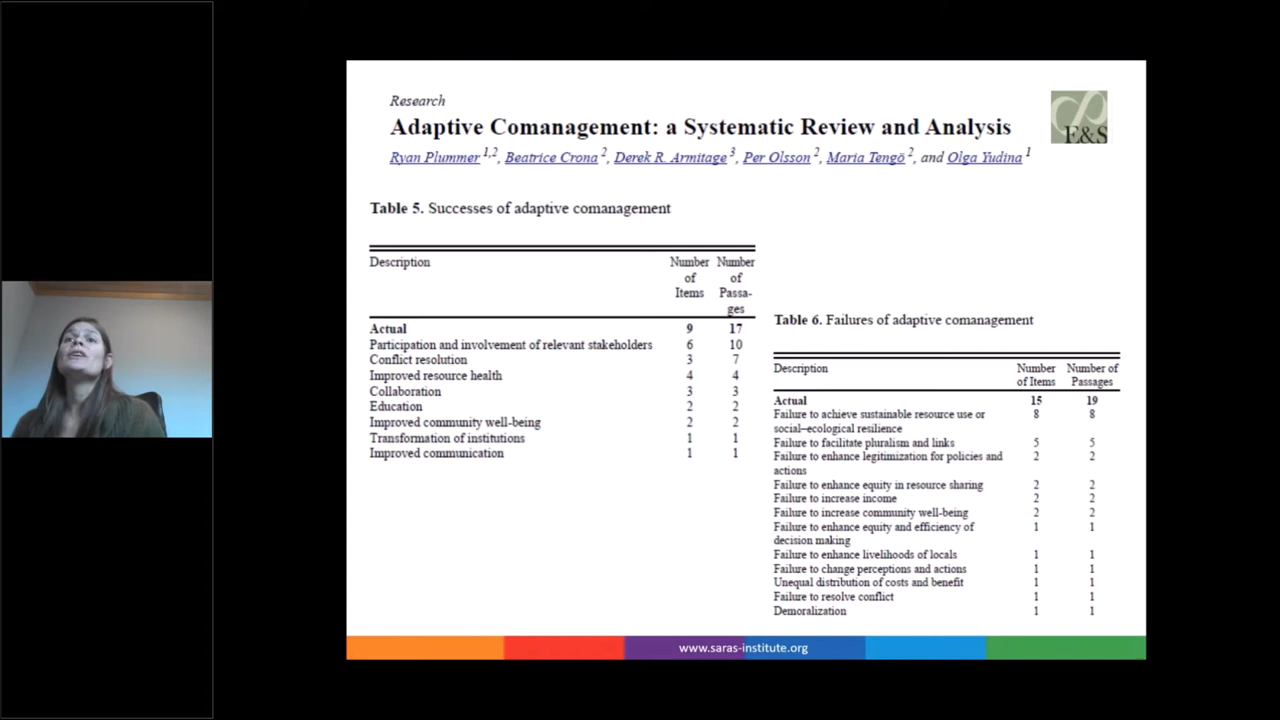 Research
Adaptive Comanagement: a Systematic Review and Analysis
E&S
Ryan Plummer 1,2, Beatrice Crona 2, Derek R. Armitage 3, Per Olsson 2, Maria Tengö 2, and Olga Yudina 1
Table 5. Successes of adaptive comanagement
Description Number of Items Number of Passa-ges
Actual 9 17
Participation and involvement of relevant stakeholders 6 10
Conflict resolution 3 7
Improved resource health 4 4
Collaboration 3 3
Education 2 2
Improved community well-being 2 2
Transformation of institutions 1 1
Improved communication 1 1
Table 6. Failures of adaptive comanagement
Description Number of Items Number of Passages
Actual 15 19
Failure to achieve sustainable resource use or 8 8
social–ecological resilience
Failure to facilitate pluralism and links 5 5
Failure to enhance legitimization for policies and 2 2
actions
Failure to enhance equity in resource sharing 2 2
Failure to increase income 2 2
Failure to increase community well-being 2 2
Failure to enhance equity and efficiency of 1 1
decision making
Failure to enhance livelihoods of locals 1 1
Failure to change perceptions and actions 1 1
Unequal distribution of costs and benefit 1 1
Failure to resolve conflict 1 1
Demoralization 1 1
www.saras-institute.org